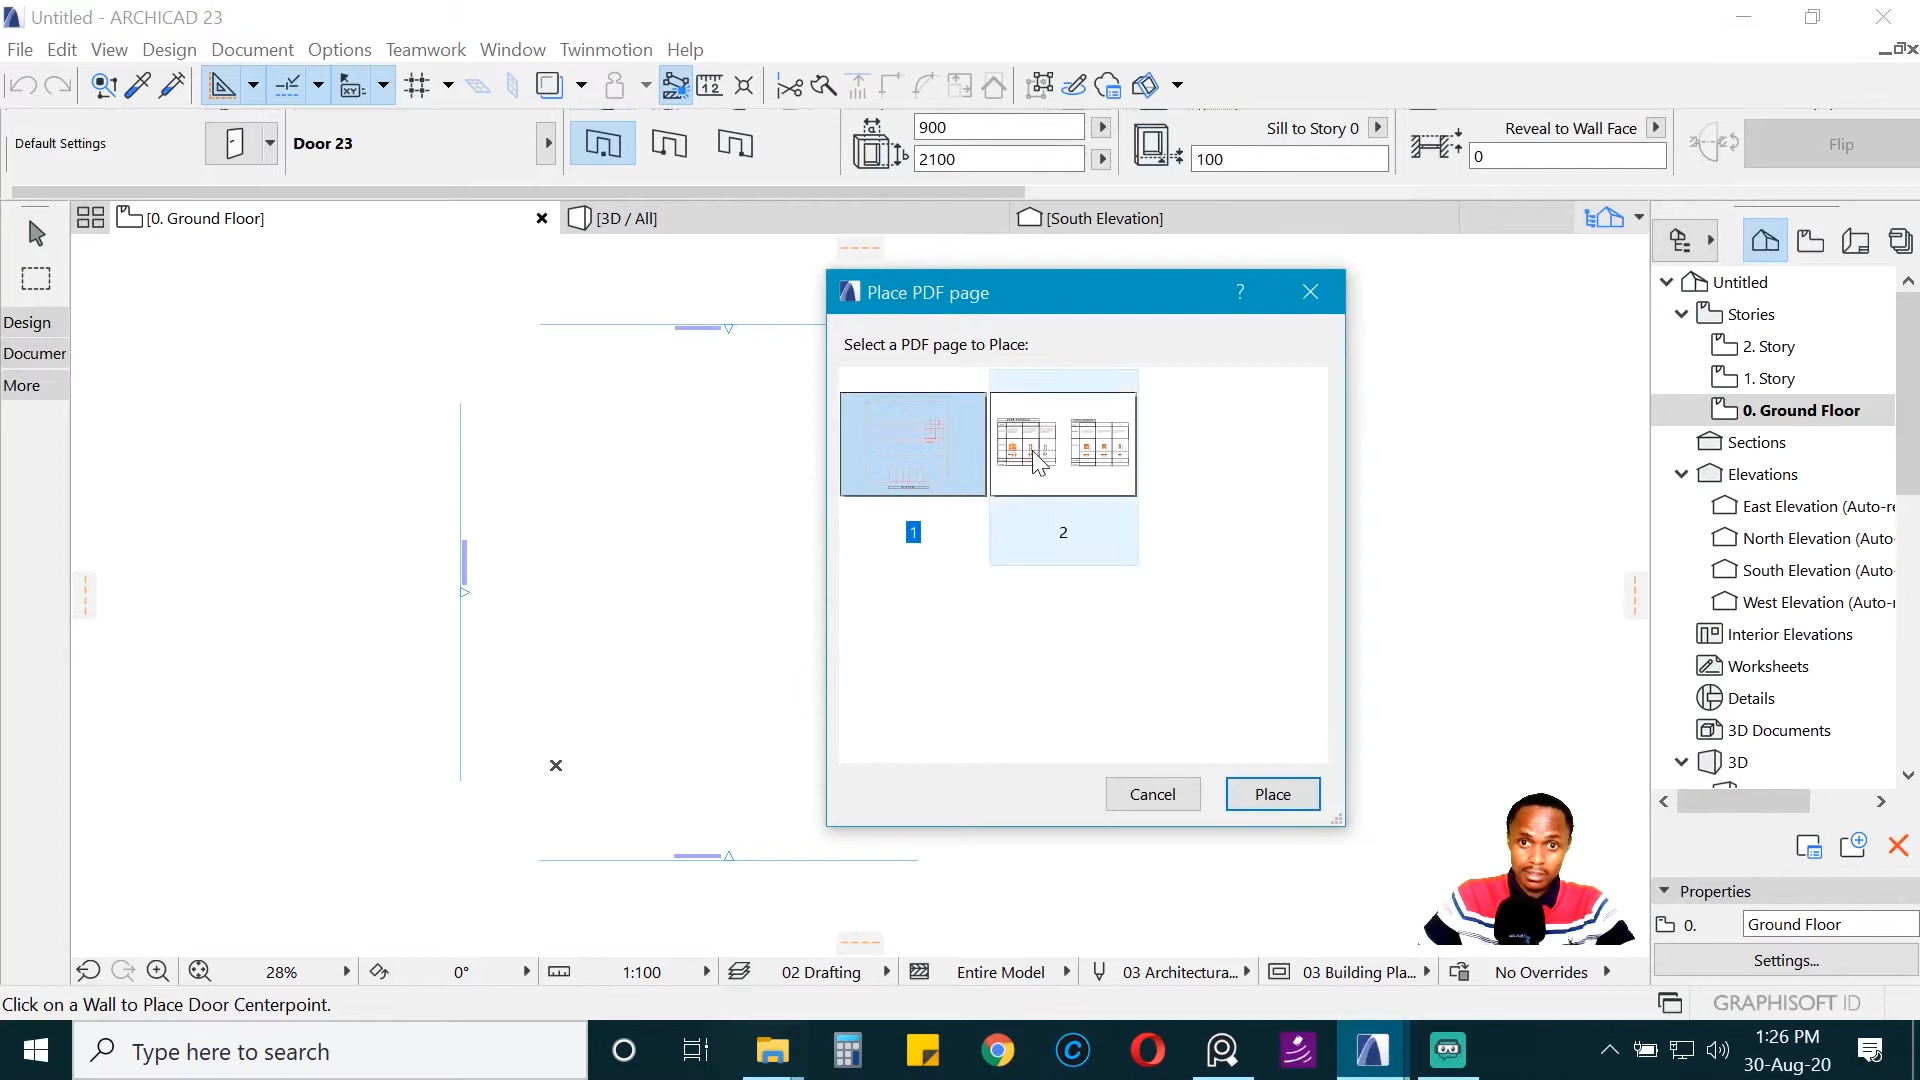 Untitled - ARCHICAD 23
File Edit View Design Document Options Teamwork Window Twinmotion Help
Default Settings
Door 23
900
2100
Sill to Story 0
100
Reveal to Wall Face
0
Flip
[0. Ground Floor]
[3D / All]
[South Elevation]
Design
Documer
More
Place PDF page
?
Select a PDF page to Place:
1
2
Cancel
Place
Untitled
Stories
2. Story
1. Story
0. Ground Floor
Sections
Elevations
East Elevation (Auto-re
North Elevation (Auto-
South Elevation (Auto-
West Elevation (Auto-r
Interior Elevations
Worksheets
Details
3D Documents
3D
Properties
0.
Ground Floor
Settings...
28%
0°
1:100
02 Drafting
Entire Model
03 Architectura...
03 Building Pla...
No Overrides
Click on a Wall to Place Door Centerpoint.
GRAPHISOFT ID
Type here to search
1:26 PM
30-Aug-20